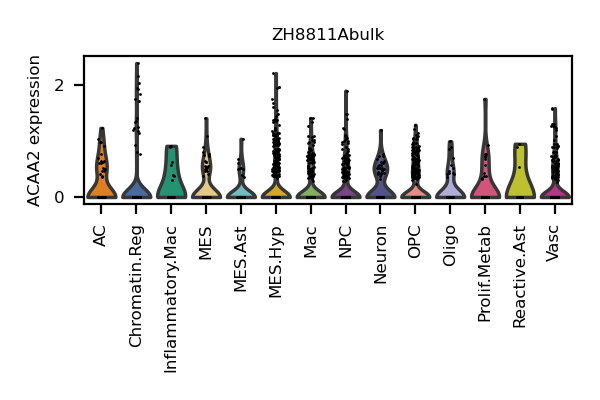 ZH8811Abulk
ACAA2 expression
2
0
AC
Chromatin.Reg
Inflammatory.Mac
MES
MES.Ast
MES.Hyp
Mac
NPC
Neuron
OPC
Oligo
Prolif.Metab
Reactive.Ast
Vasc